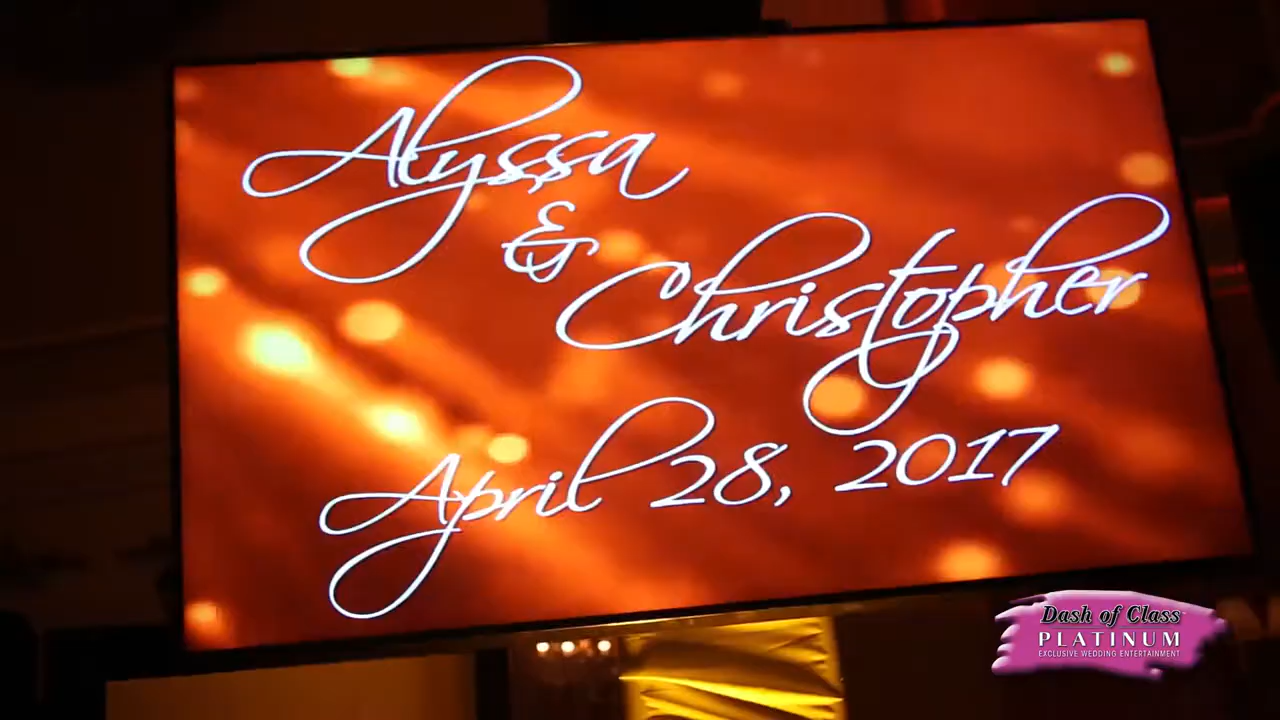 Alyssa
&
Christopher
April 28, 2017
Dash of Class
PLATINUM
EXCLUSIVE WEDDING ENTERTAINMENT